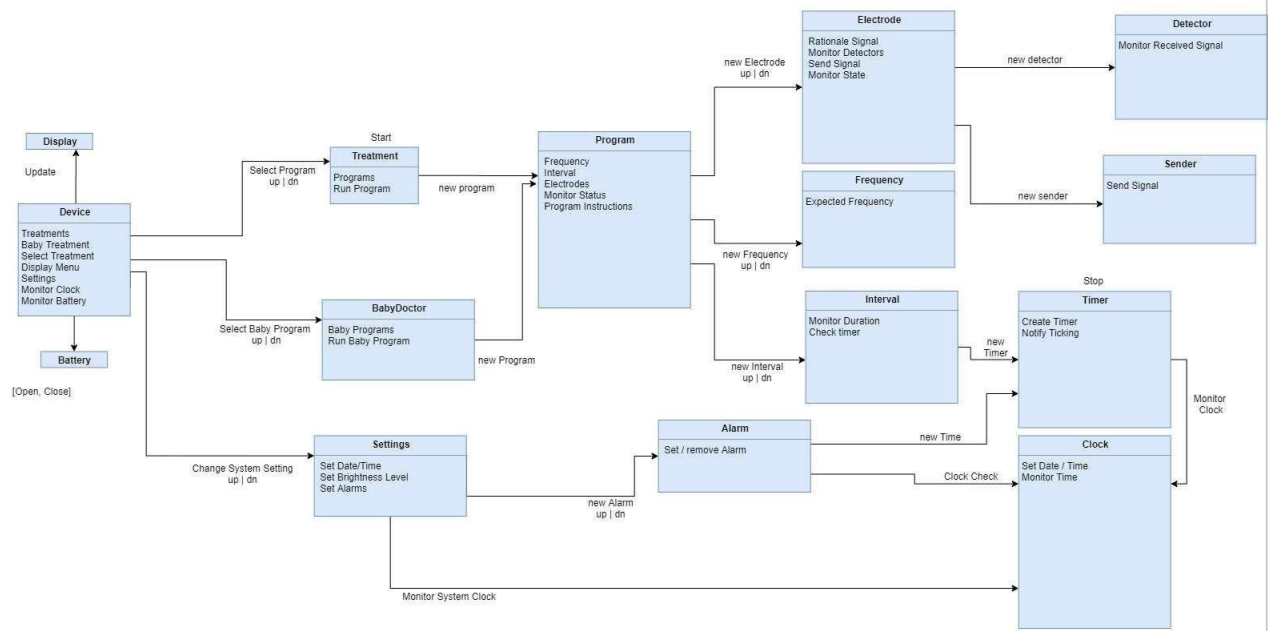 Display
Update
Device
Treatments
Baby Treatment
Select Treatment
Display Menu
Settings
Monitor Clock
Monitor Battery
Battery
[Open, Close]
Select Program
up | dn
Start
Treatment
Programs
Run Program
new program
Select Baby Program
up | dn
BabyDoctor
Baby Programs
Run Baby Program
new Program
Change System Setting
up | dn
Settings
Set Date/Time
Set Brightness Level
Set Alarms
Monitor System Clock
Program
Frequency
Interval
Electrodes
Monitor Status
Program Instructions
new Electrode
up | dn
new Frequency
up | dn
new Interval
up | dn
new Alarm
up | dn
Alarm
Set / remove Alarm
Electrode
Rationale Signal
Monitor Detectors
Send Signal
Monitor State
Frequency
Expected Frequency
Interval
Monitor Duration
Check timer
new detector
new sender
new
Timer
new Time
Clock Check
Detector
Monitor Received Signal
Sender
Send Signal
Stop
Timer
Create Timer
Notify Ticking
Monitor
Clock
Clock
Set Date / Time
Monitor Time